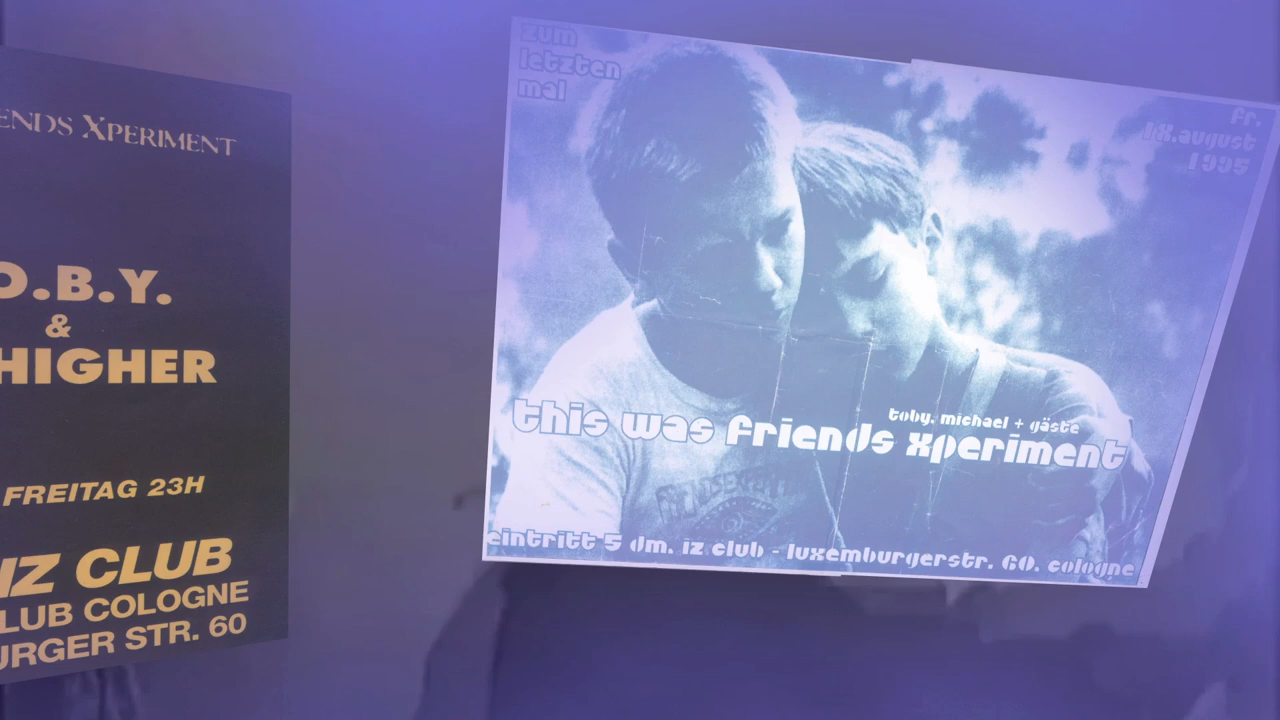 ENDS XPERIMENT
O.B.Y.
&
HIGHER
FREITAG 23H
IZ CLUB
LUB COLOGNE
URGER STR. 60
zum
letzten
mal
fr.
18.august
1995
toby. michael + gäste
this was friends xperiment
eintritt 5 dm. iz club - luxemburgerstr. 60. cologne